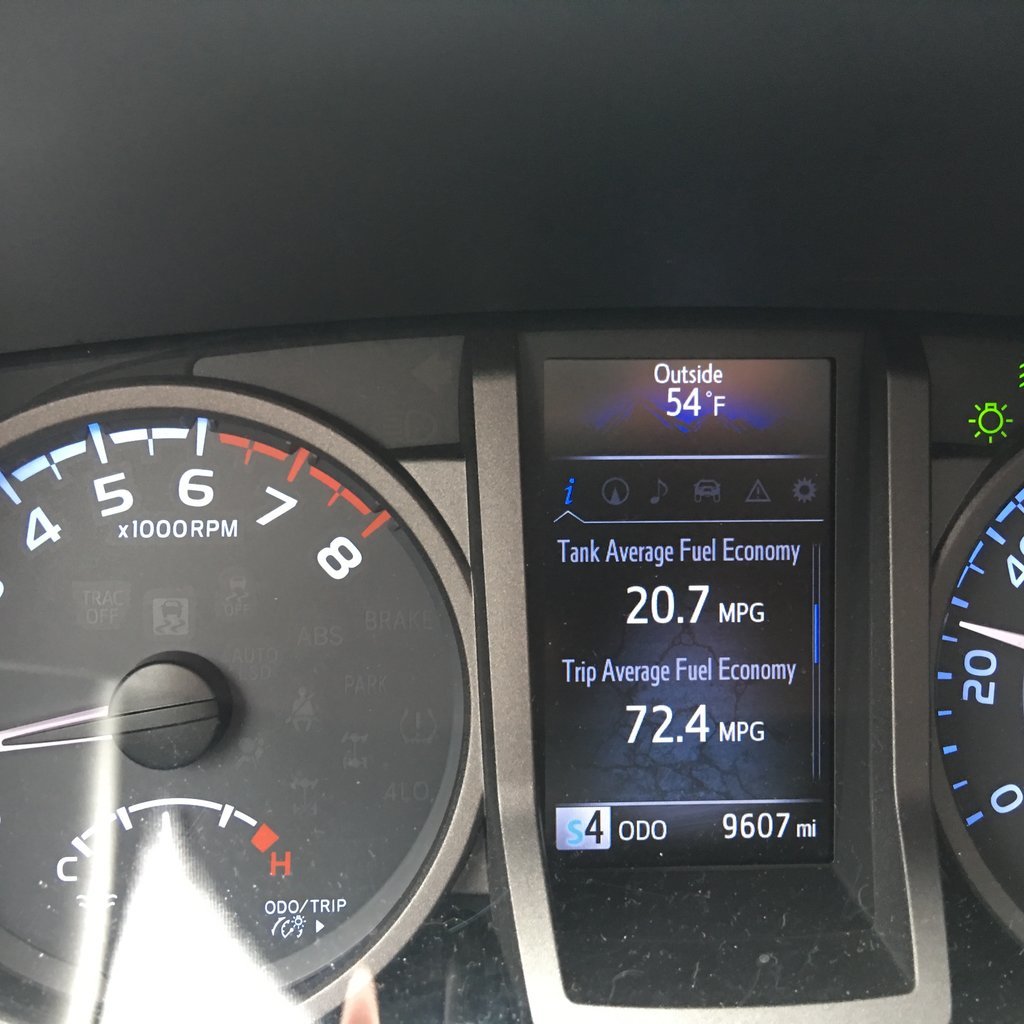 Outside
54°F
i
Tank Average Fuel Economy
20.7 MPG
Trip Average Fuel Economy
72.4 MPG
S4 ODO 9607 mi
4 5 6 7 8
x1000RPM
TRAC
OFF
OFF
ABS
BRAKE
AUTO
LSD
PARK
4LO
C H
ODO/TRIP
40
20
0